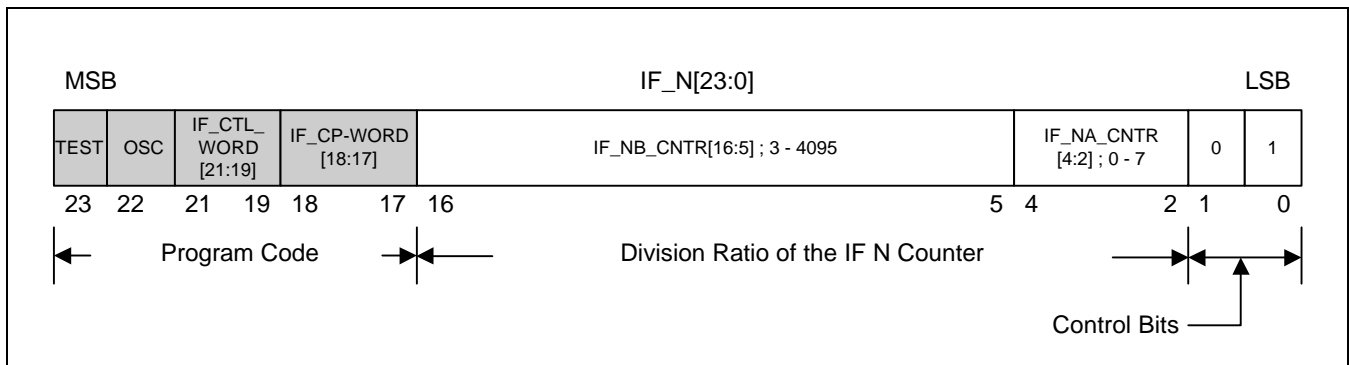 MSB IF_N[23:0] LSB
TEST OSC IF_CTL_ WORD [21:19] IF_CP-WORD [18:17] IF_NB_CNTR[16:5] ; 3 - 4095 IF_NA_CNTR [4:2] ; 0 - 7 0 1
23 22 21 19 18 17 16 5 4 2 1 0
Program Code Division Ratio of the IF N Counter
Control Bits